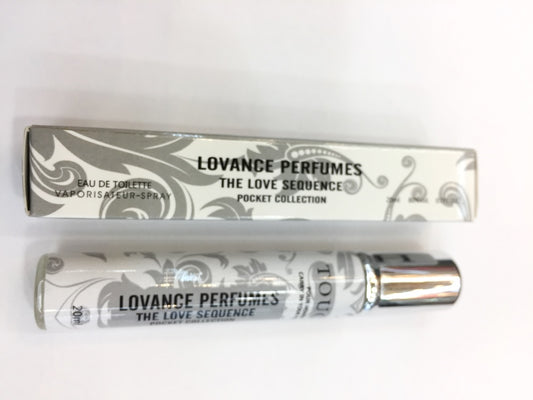 LOVANCE PERFUMES
THE LOVE SEQUENCE
POCKET COLLECTION
EAU DE TOILETTE
VAPORISATEUR-SPRAY
LOVANCE PERFUMES
THE LOVE SEQUENCE
POCKET COLLECTION
20ml